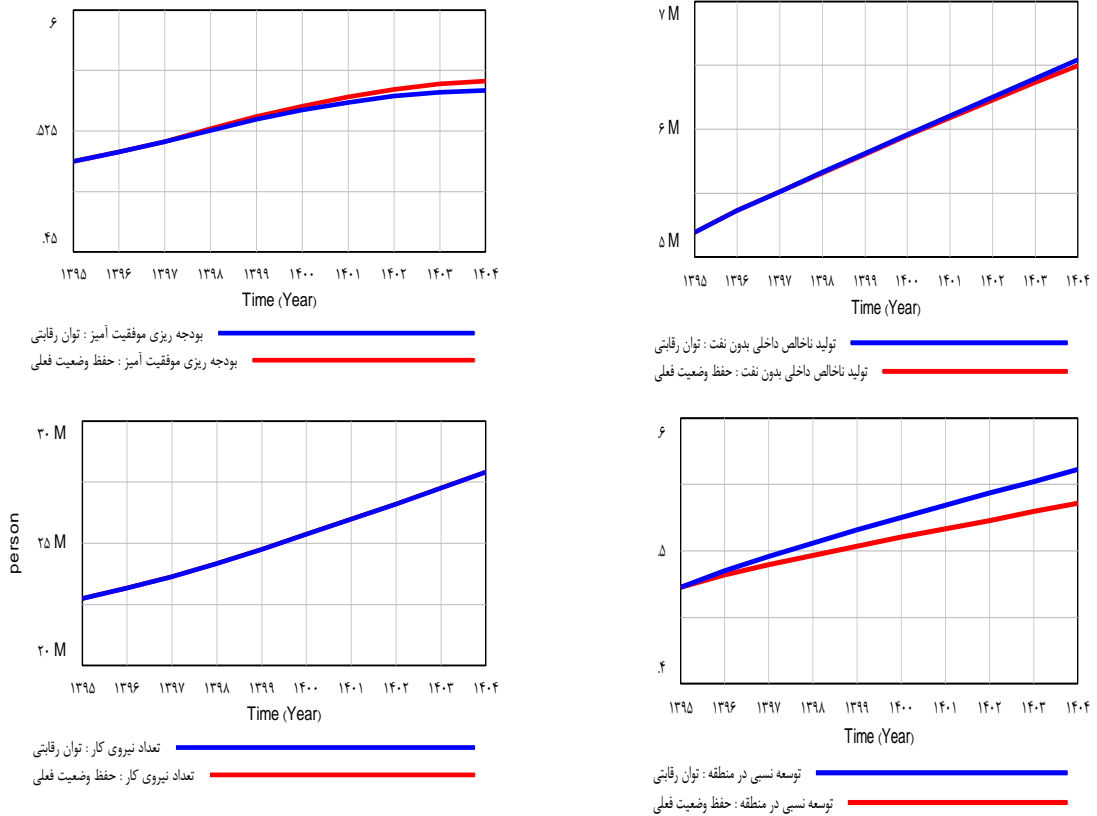 .۶
.۵۲۵
.۴۵
۱۳۹۵ ۱۳۹۶ ۱۳۹۷ ۱۳۹۸ ۱۳۹۹ ۱۴۰۰ ۱۴۰۱ ۱۴۰۲ ۱۴۰۳ ۱۴۰۴
Time (Year)
بودجه ریزی موفقیت آمیز : توان رقابتی
بودجه ریزی موفقیت آمیز : حفظ وضعیت فعلی
۷ M
۶ M
۵ M
۱۳۹۵ ۱۳۹۶ ۱۳۹۷ ۱۳۹۸ ۱۳۹۹ ۱۴۰۰ ۱۴۰۱ ۱۴۰۲ ۱۴۰۳ ۱۴۰۴
Time (Year)
تولید ناخالص داخلی بدون نفت : توان رقابتی
تولید ناخالص داخلی بدون نفت : حفظ وضعیت فعلی
۳۰ M
۲۵ M
۲۰ M
person
۱۳۹۵ ۱۳۹۶ ۱۳۹۷ ۱۳۹۸ ۱۳۹۹ ۱۴۰۰ ۱۴۰۱ ۱۴۰۲ ۱۴۰۳ ۱۴۰۴
Time (Year)
تعداد نیروی کار : توان رقابتی
تعداد نیروی کار : حفظ وضعیت فعلی
.۶
.۵
.۴
۱۳۹۵ ۱۳۹۶ ۱۳۹۷ ۱۳۹۸ ۱۳۹۹ ۱۴۰۰ ۱۴۰۱ ۱۴۰۲ ۱۴۰۳ ۱۴۰۴
Time (Year)
توسعه نسبی در منطقه : توان رقابتی
توسعه نسبی در منطقه : حفظ وضعیت فعلی